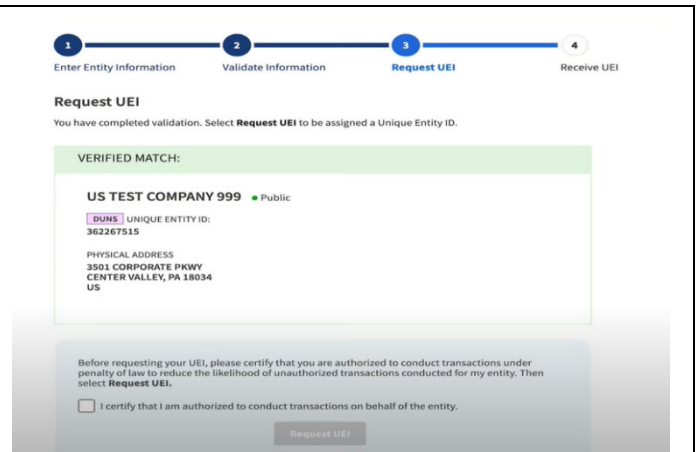 1 2 3 4
Enter Entity Information Validate Information Request UEI Receive UEI
Request UEI
You have completed validation. Select Request UEI to be assigned a Unique Entity ID.
VERIFIED MATCH:
US TEST COMPANY 999 • Public
DUNS UNIQUE ENTITY ID:
362267515
PHYSICAL ADDRESS
3501 CORPORATE PKWY
CENTER VALLEY, PA 18034
US
Before requesting your UEI, please certify that you are authorized to conduct transactions under
penalty of law to reduce the likelihood of unauthorized transactions conducted for my entity. Then
select Request UEI.
I certify that I am authorized to conduct transactions on behalf of the entity.
Request UEI